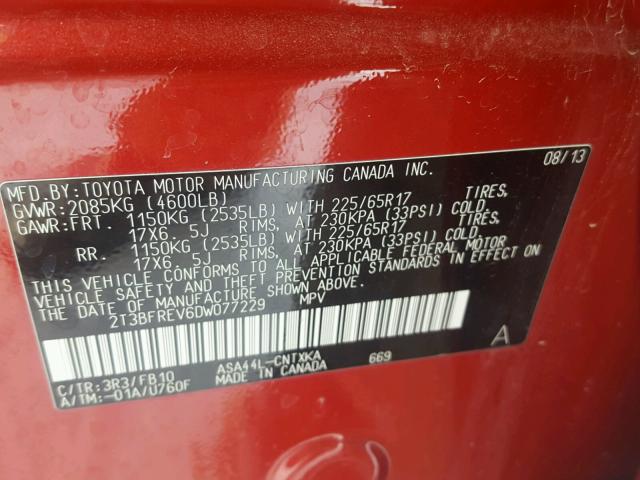 MFD.BY:TOYOTA MOTOR MANUFACTURING CANADA INC. 08/13
GVWR:2085KG (4600LB)
GAWR:FRT. 1150KG (2535LB) WITH 225/65R17 TIRES,
17X6.5J RIMS, AT 230KPA (33PSI) COLD.
RR. 1150KG (2535LB) WITH 225/65R17 TIRES,
17X6.5J RIMS, AT 230KPA (33PSI) COLD.
THIS VEHICLE CONFORMS TO ALL APPLICABLE FEDERAL MOTOR
VEHICLE SAFETY AND THEFT PREVENTION STANDARDS IN EFFECT
ON THE DATE OF MANUFACTURE SHOWN ABOVE.
2T3BFREV6DW077229 MPV
A
C/TR:3R3/FB10 ASA44L-CNTXKA 669
A/TM:-01A/U760F MADE IN CANADA